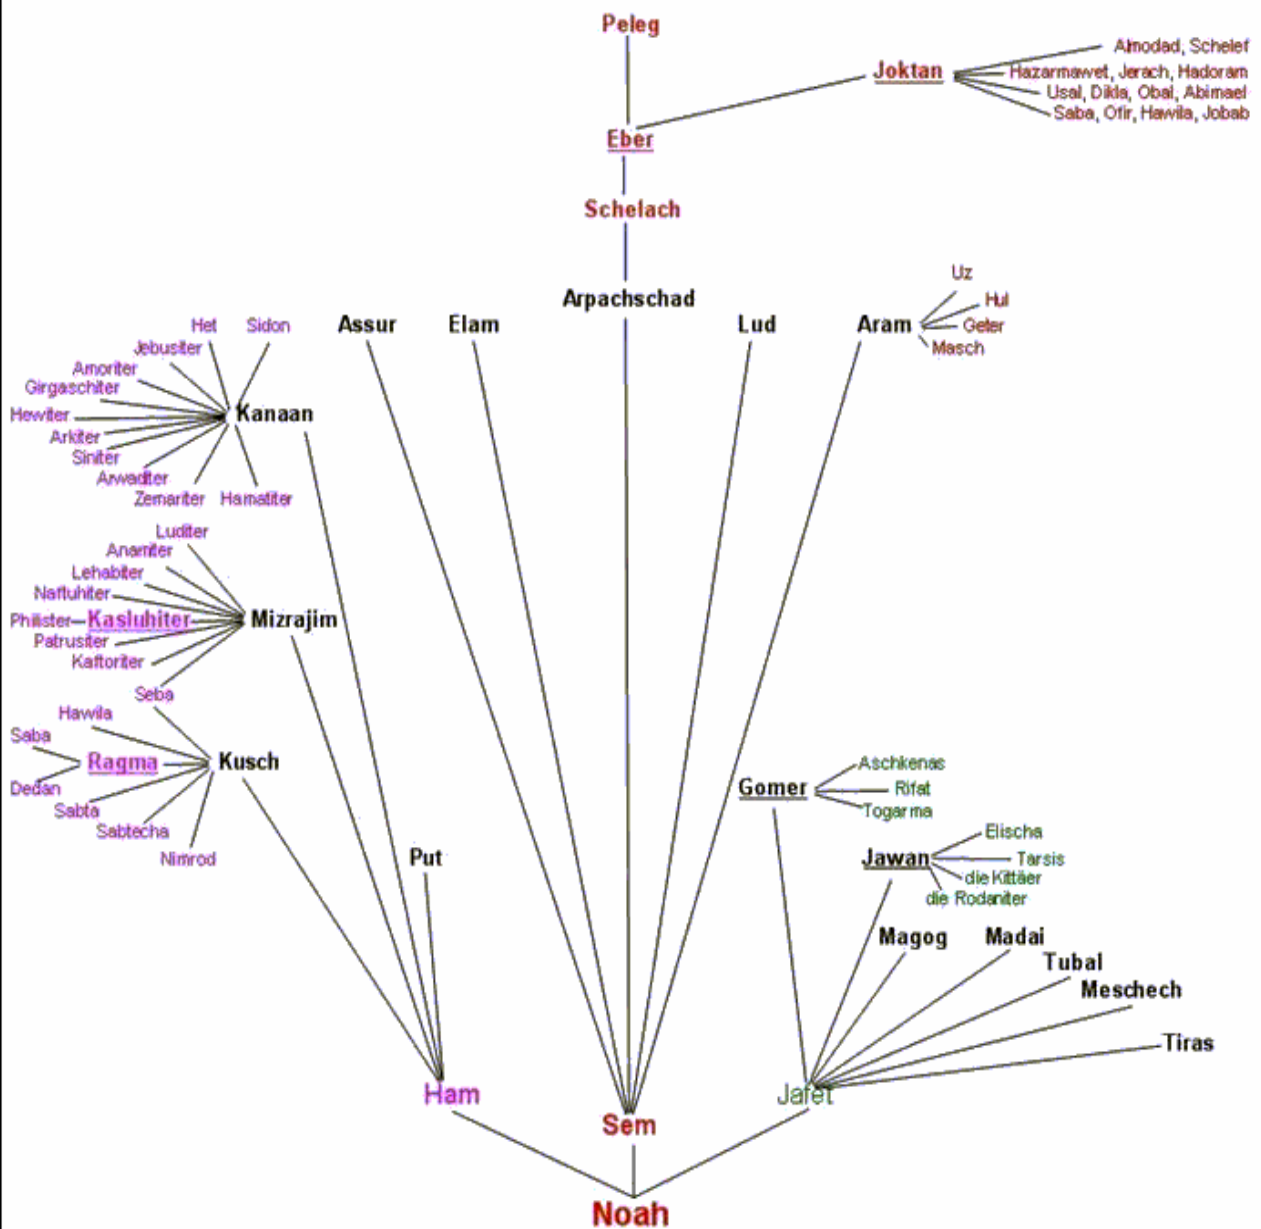 Peleg
Joktan
Almodad, Schelef
Hazarmawet, Jerach, Hadoram
Usal, Dikla, Obal, Abimael
Saba, Ofir, Hawila, Jobab
Eber
Schelach
Arpachschad
Assur
Elam
Lud
Aram
Uz
Hul
Geter
Masch
Het
Sidon
Jebusiter
Amoriter
Girgaschiter
Hewiter
Kanaan
Arkiter
Siniter
Arwaditer
Zemariter
Hamatiter
Luditer
Anamiter
Lehabiter
Naftuhiter
Philister
Kasluhiter
Mizrajim
Patrusiter
Kaftoriter
Seba
Hawila
Saba
Ragma
Kusch
Dedan
Sabta
Sabtecha
Nimrod
Put
Gomer
Aschkenas
Rifat
Togarma
Jawan
Elischa
Tarsis
die Kittäer
die Rodaniter
Magog
Madai
Tubal
Meschech
Tiras
Ham
Sem
Jafet
Noah